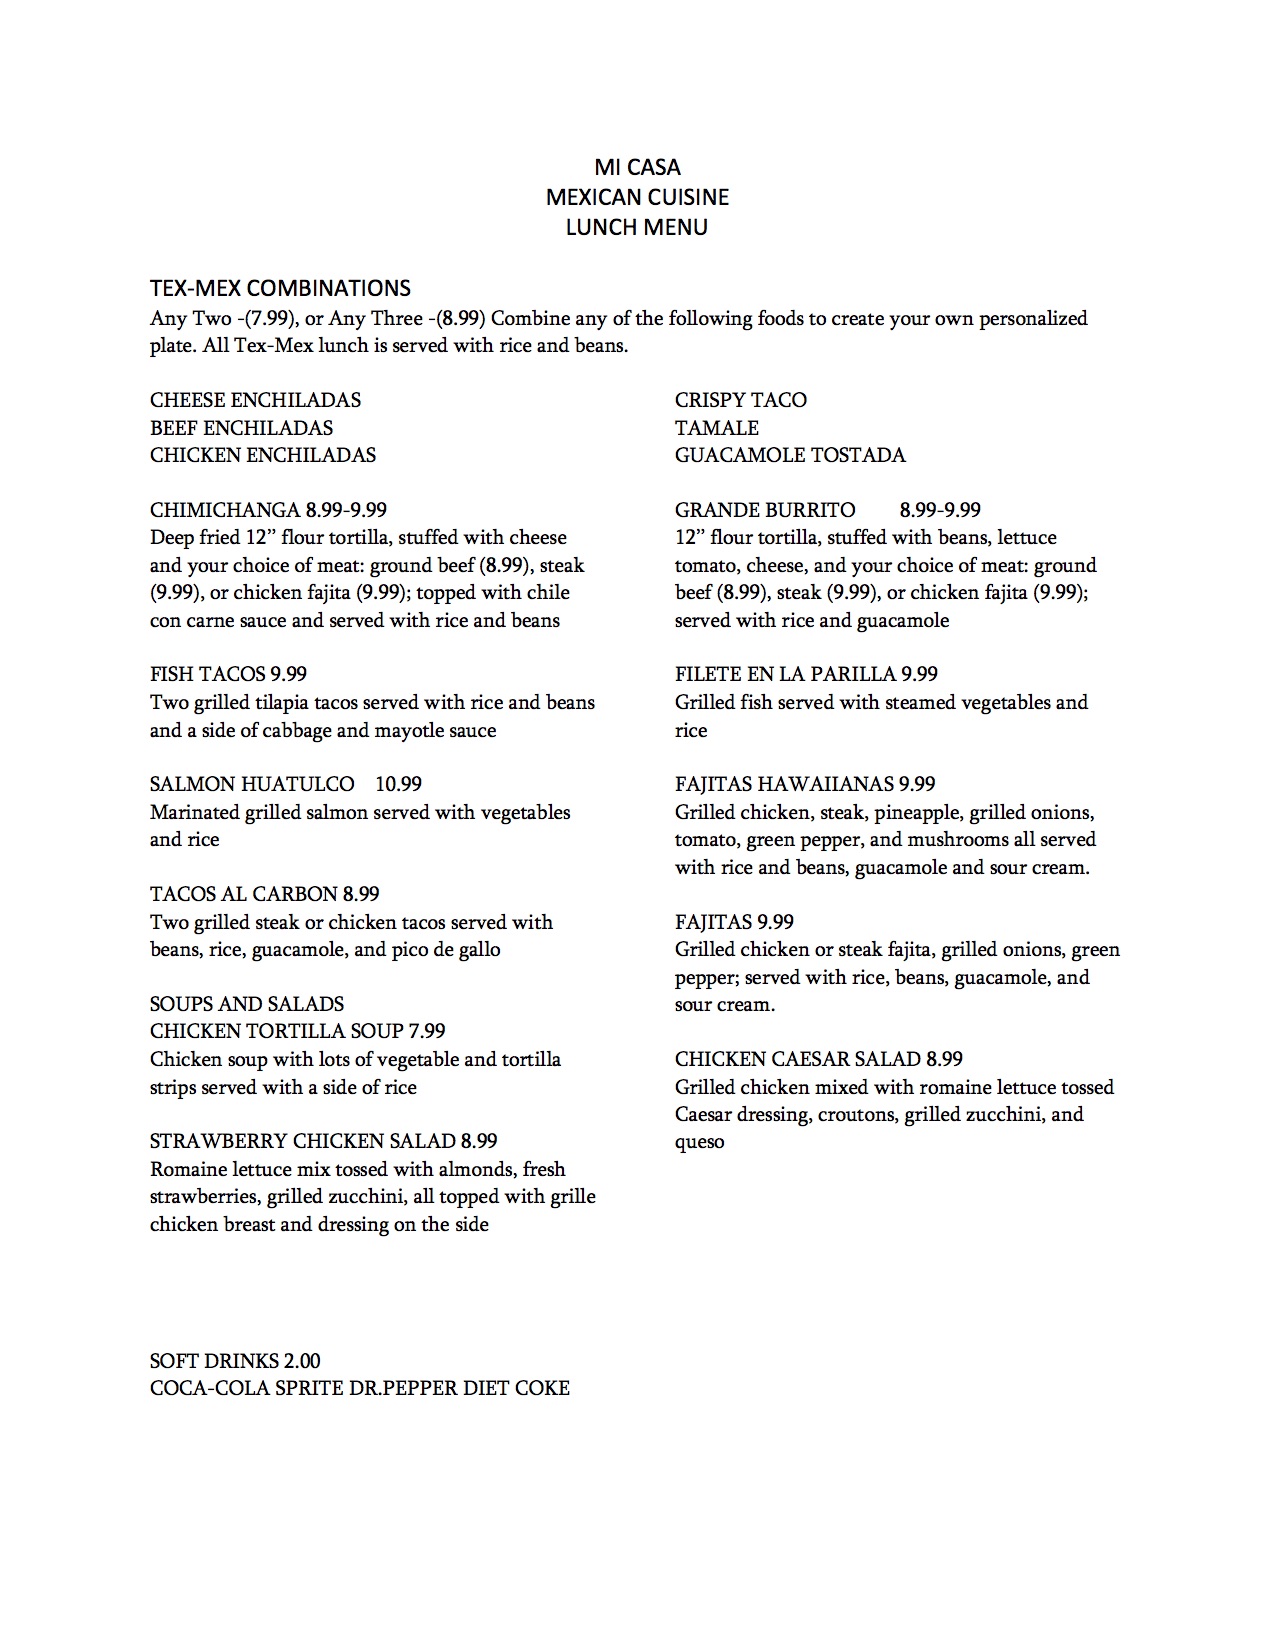 MI CASA
MEXICAN CUISINE
LUNCH MENU
TEX-MEX COMBINATIONS
Any Two -(7.99), or Any Three -(8.99) Combine any of the following foods to create your own personalized
plate. All Tex-Mex lunch is served with rice and beans.
CHEESE ENCHILADAS
BEEF ENCHILADAS
CHICKEN ENCHILADAS
CHIMICHANGA 8.99-9.99
Deep fried 12” flour tortilla, stuffed with cheese
and your choice of meat: ground beef (8.99), steak
(9.99), or chicken fajita (9.99); topped with chile
con carne sauce and served with rice and beans
FISH TACOS 9.99
Two grilled tilapia tacos served with rice and beans
and a side of cabbage and mayotle sauce
SALMON HUATULCO 10.99
Marinated grilled salmon served with vegetables
and rice
TACOS AL CARBON 8.99
Two grilled steak or chicken tacos served with
beans, rice, guacamole, and pico de gallo
SOUPS AND SALADS
CHICKEN TORTILLA SOUP 7.99
Chicken soup with lots of vegetable and tortilla
strips served with a side of rice
STRAWBERRY CHICKEN SALAD 8.99
Romaine lettuce mix tossed with almonds, fresh
strawberries, grilled zucchini, all topped with grille
chicken breast and dressing on the side
CRISPY TACO
TAMALE
GUACAMOLE TOSTADA
GRANDE BURRITO 8.99-9.99
12” flour tortilla, stuffed with beans, lettuce
tomato, cheese, and your choice of meat: ground
beef (8.99), steak (9.99), or chicken fajita (9.99);
served with rice and guacamole
FILETE EN LA PARILLA 9.99
Grilled fish served with steamed vegetables and
rice
FAJITAS HAWAIIANAS 9.99
Grilled chicken, steak, pineapple, grilled onions,
tomato, green pepper, and mushrooms all served
with rice and beans, guacamole and sour cream.
FAJITAS 9.99
Grilled chicken or steak fajita, grilled onions, green
pepper; served with rice, beans, guacamole, and
sour cream.
CHICKEN CAESAR SALAD 8.99
Grilled chicken mixed with romaine lettuce tossed
Caesar dressing, croutons, grilled zucchini, and
queso
SOFT DRINKS 2.00
COCA-COLA SPRITE DR.PEPPER DIET COKE